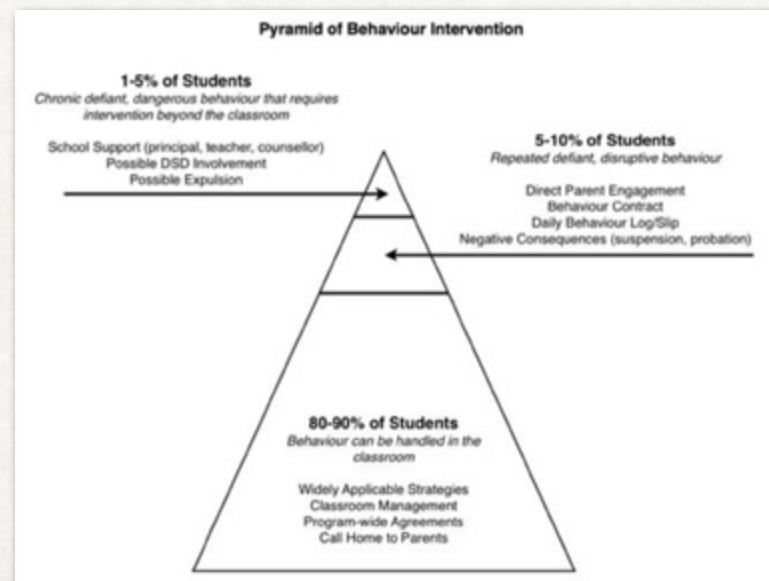 Pyramid of Behaviour Intervention
1-5% of Students
Chronic defiant, dangerous behaviour that requires
intervention beyond the classroom
School Support (principal, teacher, counsellor)
Possible DSD Involvement
Possible Expulsion
5-10% of Students
Repeated defiant, disruptive behaviour
Direct Parent Engagement
Behaviour Contract
Daily Behaviour Log/Slip
Negative Consequences (suspension, probation)
80-90% of Students
Behaviour can be handled in the
classroom
Widely Applicable Strategies
Classroom Management
Program-wide Agreements
Call Home to Parents